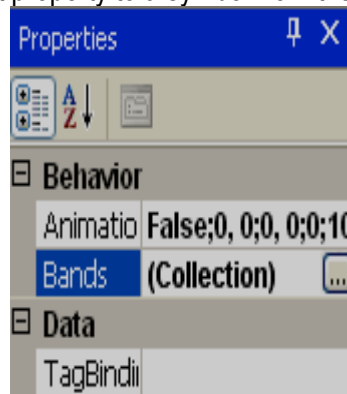 Properties
Behavior
Animatio False;0, 0;0, 0;0;10
Bands (Collection) ...
Data
TagBindi